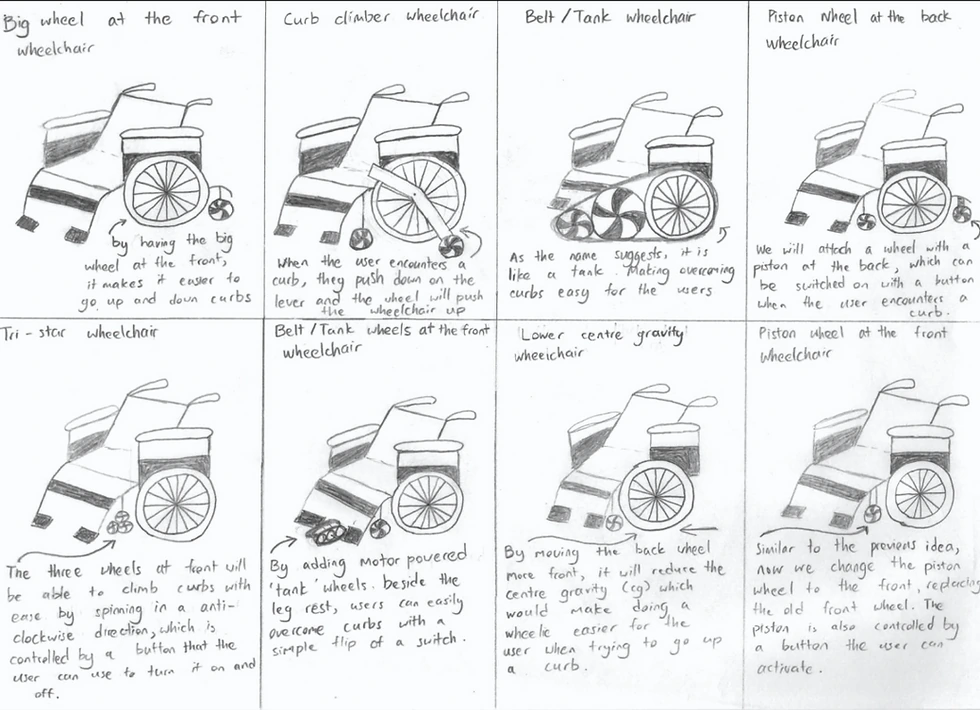 Big wheel at the front
wheelchair
by having the big
wheel at the front,
it makes it easier to
go up and down curbs
Curb climber wheelchair
When the user encounters a
curb, they push down on the
lever and the wheel will push
the wheelchair up
Belt / Tank wheelchair
As the name suggests, it is
like a tank. Making overcoming
curbs easy for the users
Piston wheel at the back
wheelchair
We will attach a wheel with a
piston at the back, which can
be switched on with a button
when the user encounters a
curb.
Tri-star wheelchair
The three wheels at front will
be able to climb curbs with
ease by spinning in a anti-
clockwise direction, which is
controlled by a button that the
user can use to turn it on and
off.
Belt / Tank wheels at the front
wheelchair
By adding Motor powered
'tank' wheels. beside the
leg rest, users can easily
overcome curbs with a
simple flip of a switch.
Lower centre gravity
wheelchair
By moving the back wheel
more front, it will reduce the
centre gravity (cg) which
would make doing a
wheelie easier for the
user when trying to go up
a curb.
Piston wheel at the front
wheelchair
Similar to the previous idea,
now we change the piston
wheel to the front, replacing
the old front wheel. The
piston is also controlled by
a button the user can
activate.